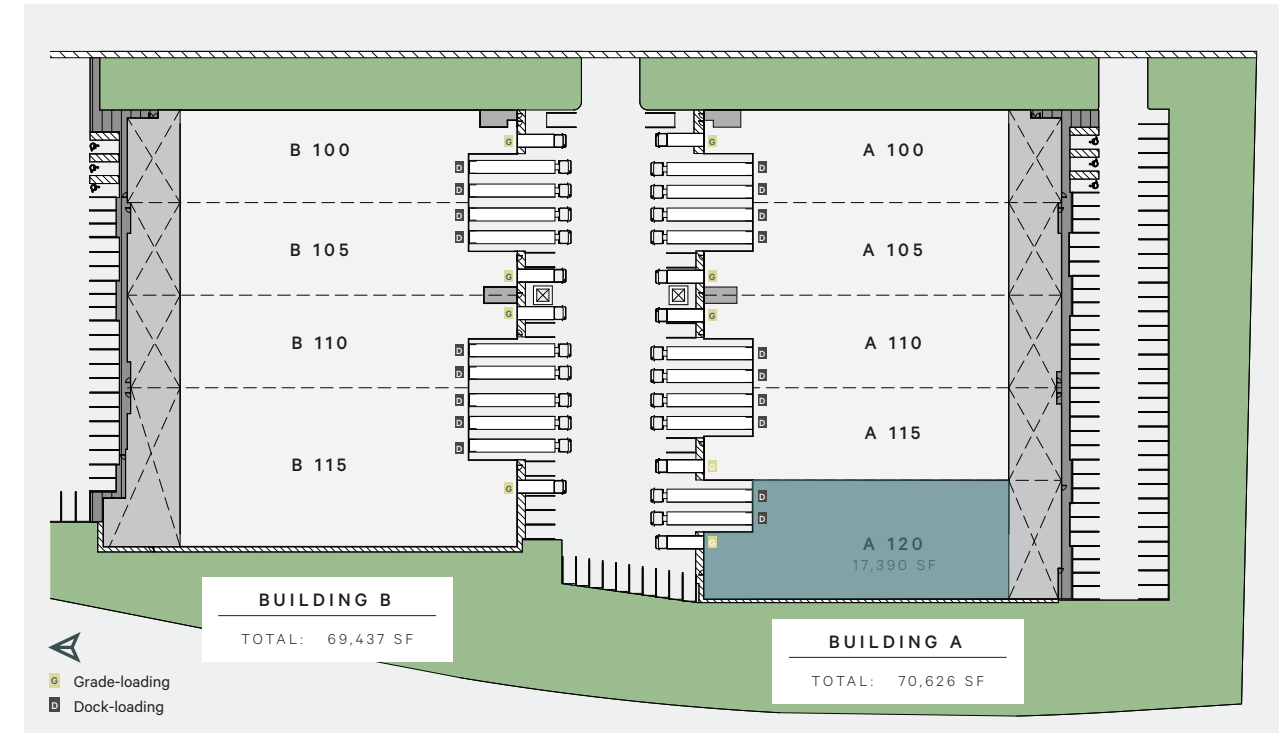 B 100
G
D
D
D
D
B 105
G
G
B 110
D
D
D
D
D
B 115
G
A 100
G
D
D
D
D
A 105
G
G
A 110
D
D
D
D
A 115
G
D
D
G
A 120
17,390 SF
BUILDING B
TOTAL: 69,437 SF
BUILDING A
TOTAL: 70,626 SF
G Grade-loading
D Dock-loading